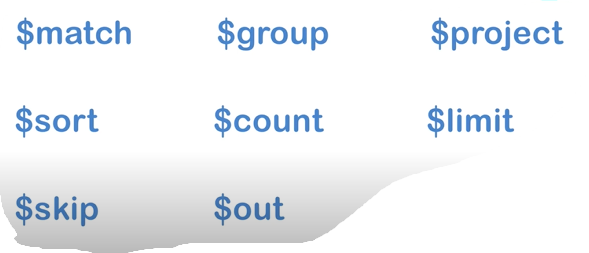 $match $group $project
$sort $count $limit
$skip $out